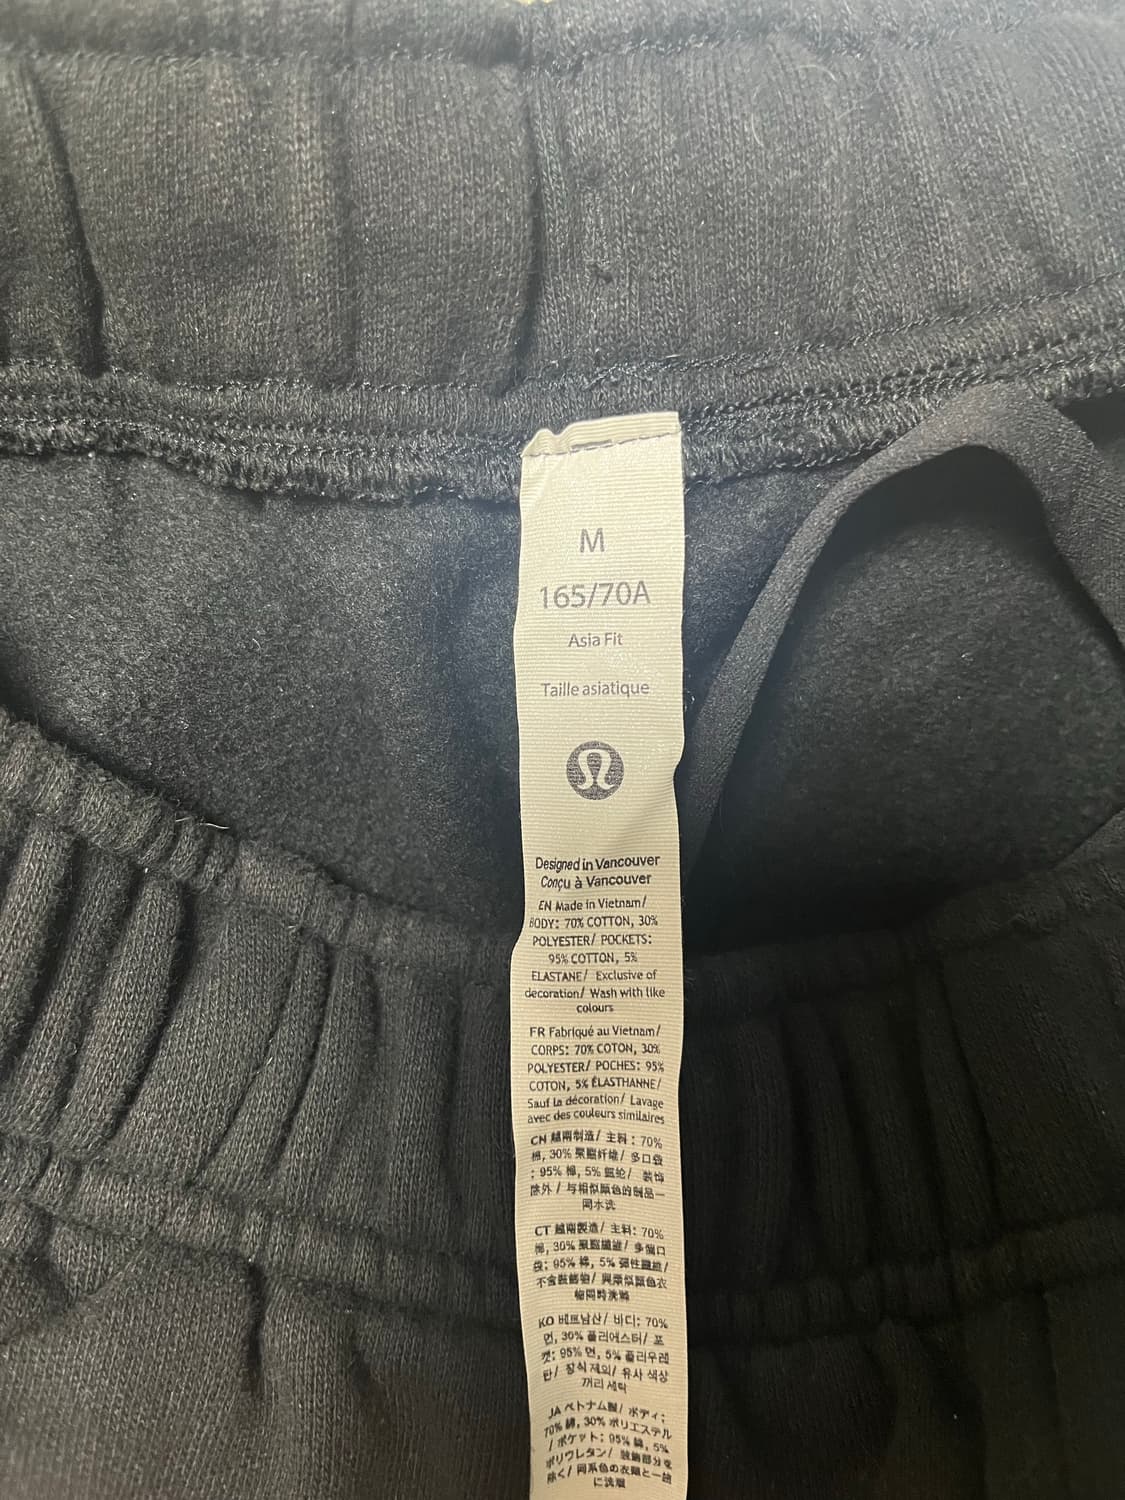 M
165/70A
Asia Fit
Taille asiatique
Designed in Vancouver
Conçu à Vancouver
EN Made in Vietnam/
BODY: 70% COTTON, 30%
POLYESTER/ POCKETS:
95% COTTON, 5%
ELASTANE/ Exclusive of
decoration/ Wash with like
colours
FR Fabriqué au Vietnam/
CORPS: 70% COTON, 30%
POLYESTER/ POCHES: 95%
COTON, 5% ÉLASTHANNE/
Sauf la décoration/ Lavage
avec des couleurs similaires
CN 越南制造/ 主料: 70%
棉, 30% 聚酯纤维/ 多口袋
: 95% 棉, 5% 氨纶/ 装饰
除外/ 与相似颜色的制品一
同水洗
CT 越南製造/ 主料: 70%
棉, 30% 聚酯纖維/ 多個口
袋: 95% 棉, 5% 彈性纖維/
不含裝飾物/ 與類似顏色衣
物同時洗滌
KO 베트남산/ 바디: 70%
면, 30% 폴리에스터/ 포
켓: 95% 면, 5% 폴리우레
탄/ 장식 제외/ 유사 색상
끼리 세탁
JA ベトナム製/ ボディ:
70% 綿, 30% ポリエステル
/ ポケット: 95% 綿, 5%
ポリウレタン/ 装飾部分を
除く/ 同系色の衣類と一緒
に洗濯